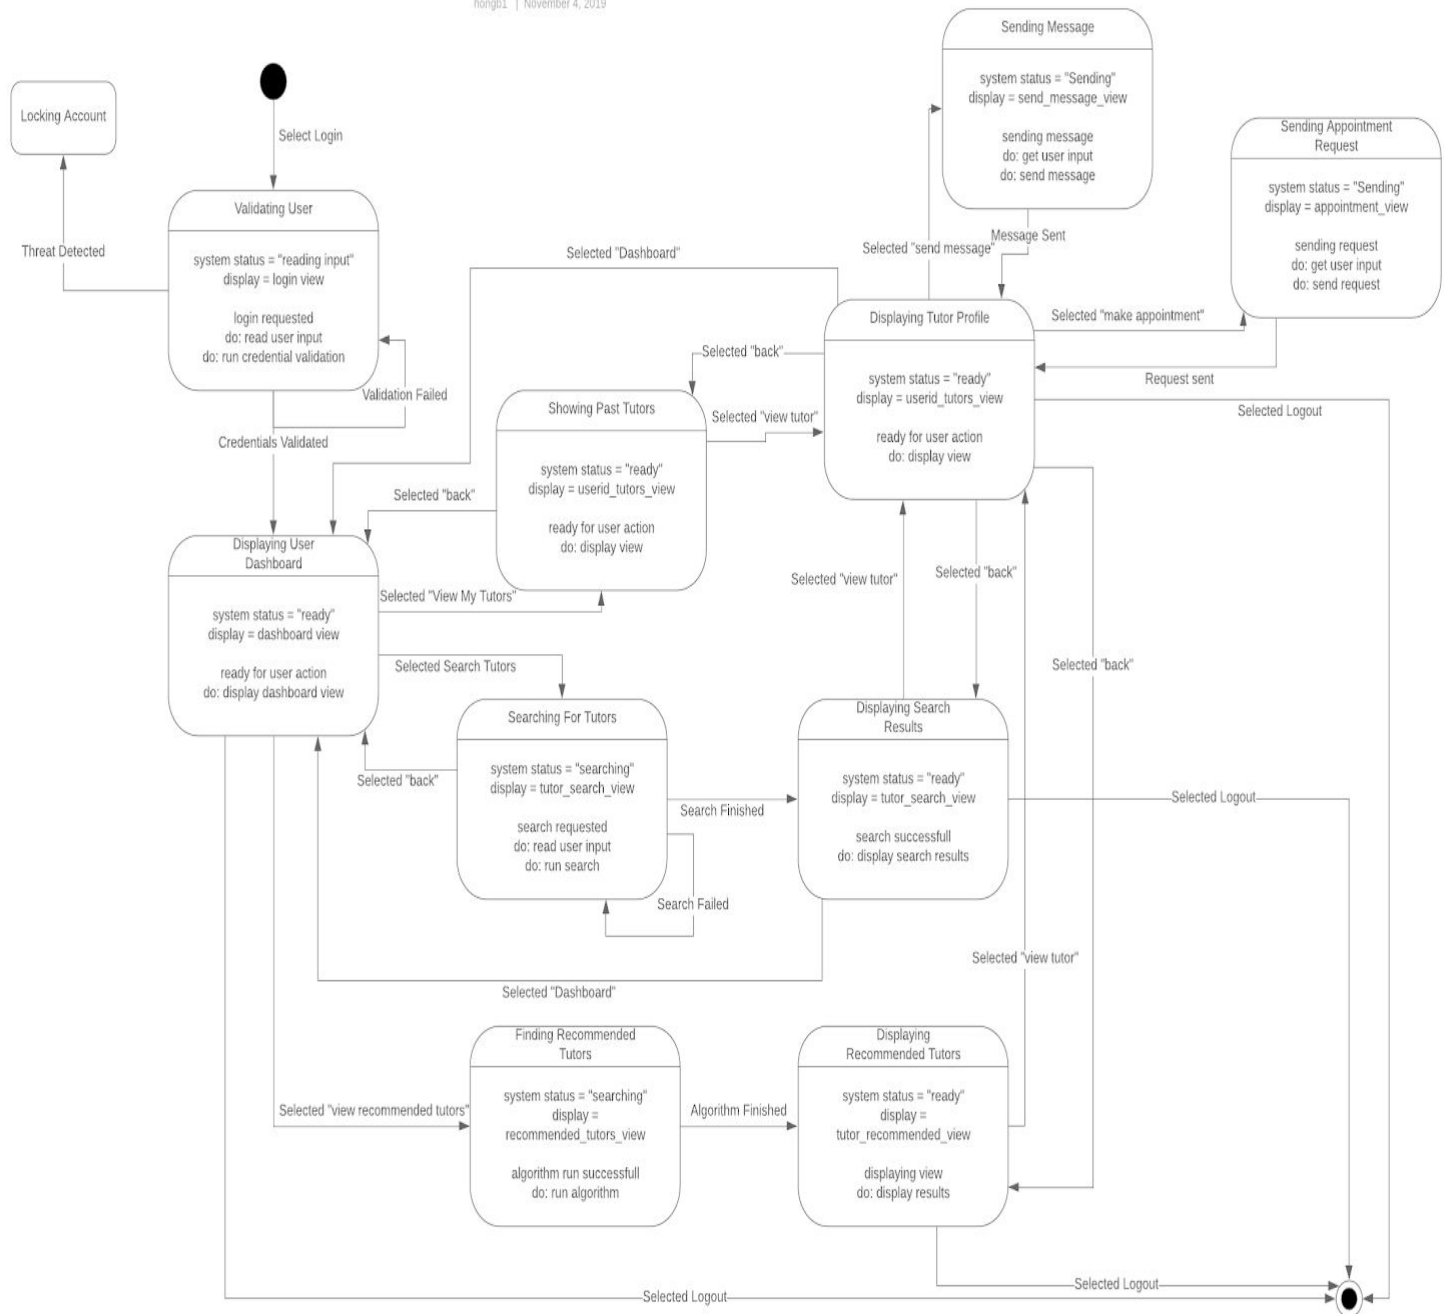 hongb1 | November 4, 2019
Sending Message
system status = "Sending"
display = send_message_view
sending message
do: get user input
do: send message
Sending Appointment
Request
system status = "Sending"
display = appointment_view
sending request
do: get user input
do: send request
Locking Account
Select Login
Threat Detected
Validating User
system status = "reading input"
display = login view
login requested
do: read user input
do: run credential validation
Validation Failed
Credentials Validated
Selected "Dashboard"
Selected "send message"
Message Sent
Displaying Tutor Profile
system status = "ready"
display = userid_tutors_view
ready for user action
do: display view
Selected "make appointment"
Request sent
Selected Logout
Selected "back"
Selected "view tutor"
Showing Past Tutors
system status = "ready"
display = userid_tutors_view
ready for user action
do: display view
Selected "back"
Displaying User
Dashboard
system status = "ready"
display = dashboard view
ready for user action
do: display dashboard view
Selected "View My Tutors"
Selected Search Tutors
Selected "view tutor"
Selected "back"
Selected "back"
Searching For Tutors
system status = "searching"
display = tutor_search_view
search requested
do: read user input
do: run search
Selected "back"
Search Finished
Search Failed
Displaying Search
Results
system status = "ready"
display = tutor_search_view
search successfull
do: display search results
Selected Logout
Selected "Dashboard"
Selected "view tutor"
Finding Recommended
Tutors
system status = "searching"
display =
recommended_tutors_view
algorithm run successfull
do: run algorithm
Selected "view recommended tutors"
Algorithm Finished
Displaying
Recommended Tutors
system status = "ready"
display =
tutor_recommended_view
displaying view
do: display results
Selected Logout
Selected Logout